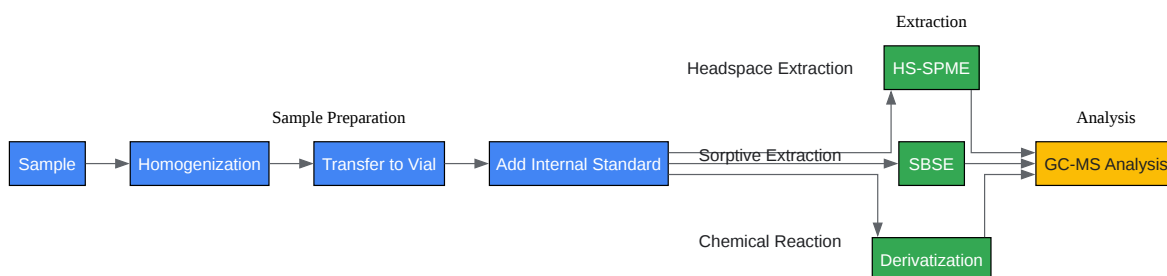 Extraction
Headspace Extraction
HS-SPME
Sample Preparation
Analysis
Sample
Homogenization
Transfer to Vial
Add Internal Standard
Sorptive Extraction
SBSE
GC-MS Analysis
Chemical Reaction
Derivatization